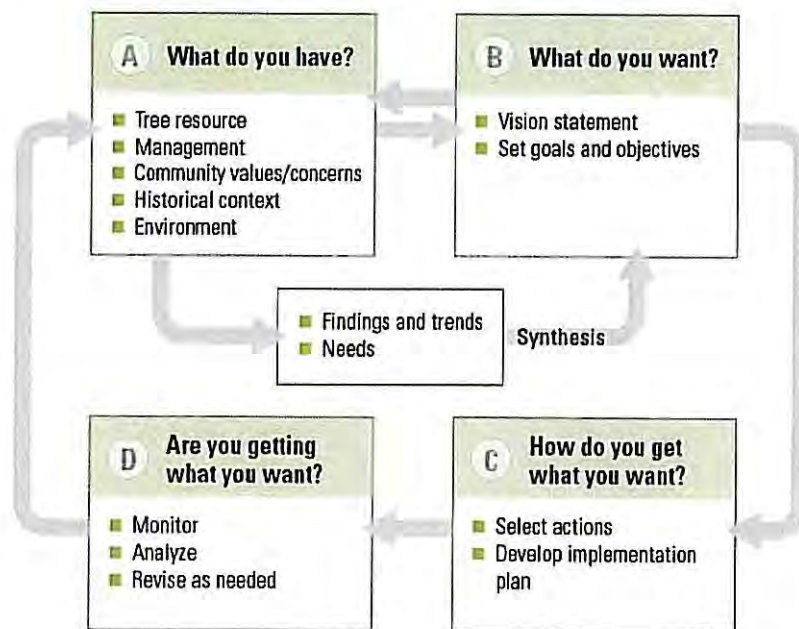 A What do you have?
Tree resource
Management
Community values/concerns
Historical context
Environment
B What do you want?
Vision statement
Set goals and objectives
Findings and trends
Needs
Synthesis
D Are you getting
what you want?
Monitor
Analyze
Revise as needed
C How do you get
what you want?
Select actions
Develop implementation
plan